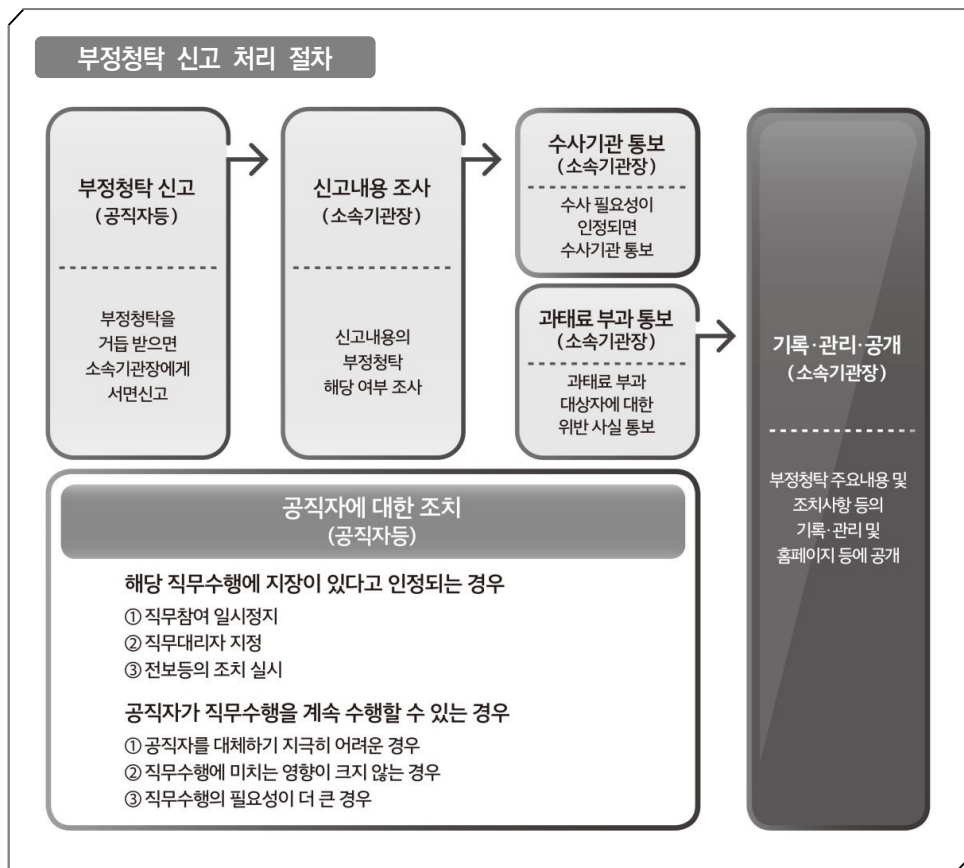 부정청탁 신고 처리 절차
부정청탁 신고
(공직자등)
부정청탁을
거듭 받으면
소속기관장에게
서면신고
신고내용 조사
(소속기관장)
신고내용의
부정청탁
해당 여부 조사
수사기관 통보
(소속기관장)
수사 필요성이
인정되면
수사기관 통보
과태료 부과 통보
(소속기관장)
과태료 부과
대상자에 대한
위반 사실 통보
기록·관리·공개
(소속기관장)
부정청탁 주요내용 및
조치사항 등의
기록·관리 및
홈페이지 등에 공개
공직자에 대한 조치
(공직자등)
해당 직무수행에 지장이 있다고 인정되는 경우
① 직무참여 일시정지
② 직무대리자 지정
③ 전보등의 조치 실시
공직자가 직무수행을 계속 수행할 수 있는 경우
① 공직자를 대체하기 지극히 어려운 경우
② 직무수행에 미치는 영향이 크지 않는 경우
③ 직무수행의 필요성이 더 큰 경우